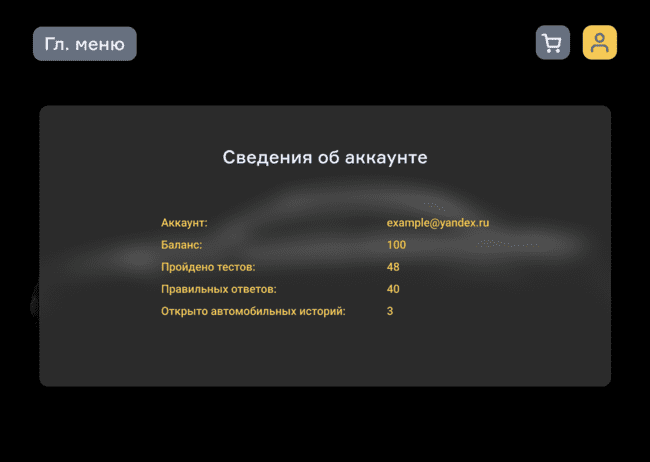 Гл. меню
Сведения об аккаунте
Аккаунт: example@yandex.ru
Баланс: 100
Пройдено тестов: 48
Правильных ответов: 40
Открыто автомобильных историй: 3